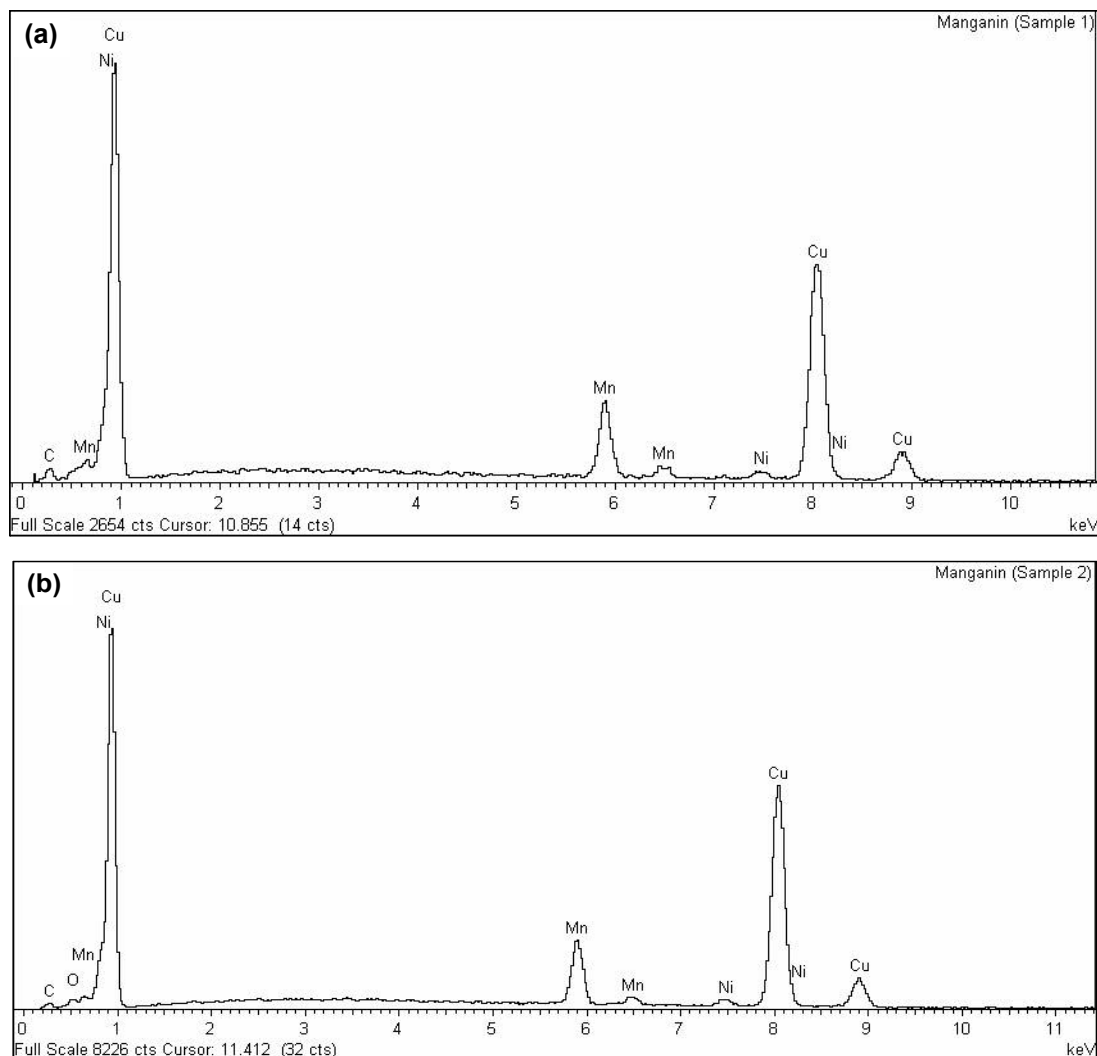 (a)
Manganin (Sample 1)
Cu
Ni
C
Mn
Mn
Mn
Ni
Cu
Ni
Cu
0 1 2 3 4 5 6 7 8 9 10
Full Scale 2654 cts Cursor: 10.855 (14 cts) keV
(b)
Manganin (Sample 2)
Cu
Ni
C
O
Mn
Mn
Mn
Ni
Cu
Ni
Cu
0 1 2 3 4 5 6 7 8 9 10 11
Full Scale 8226 cts Cursor: 11.412 (32 cts) keV